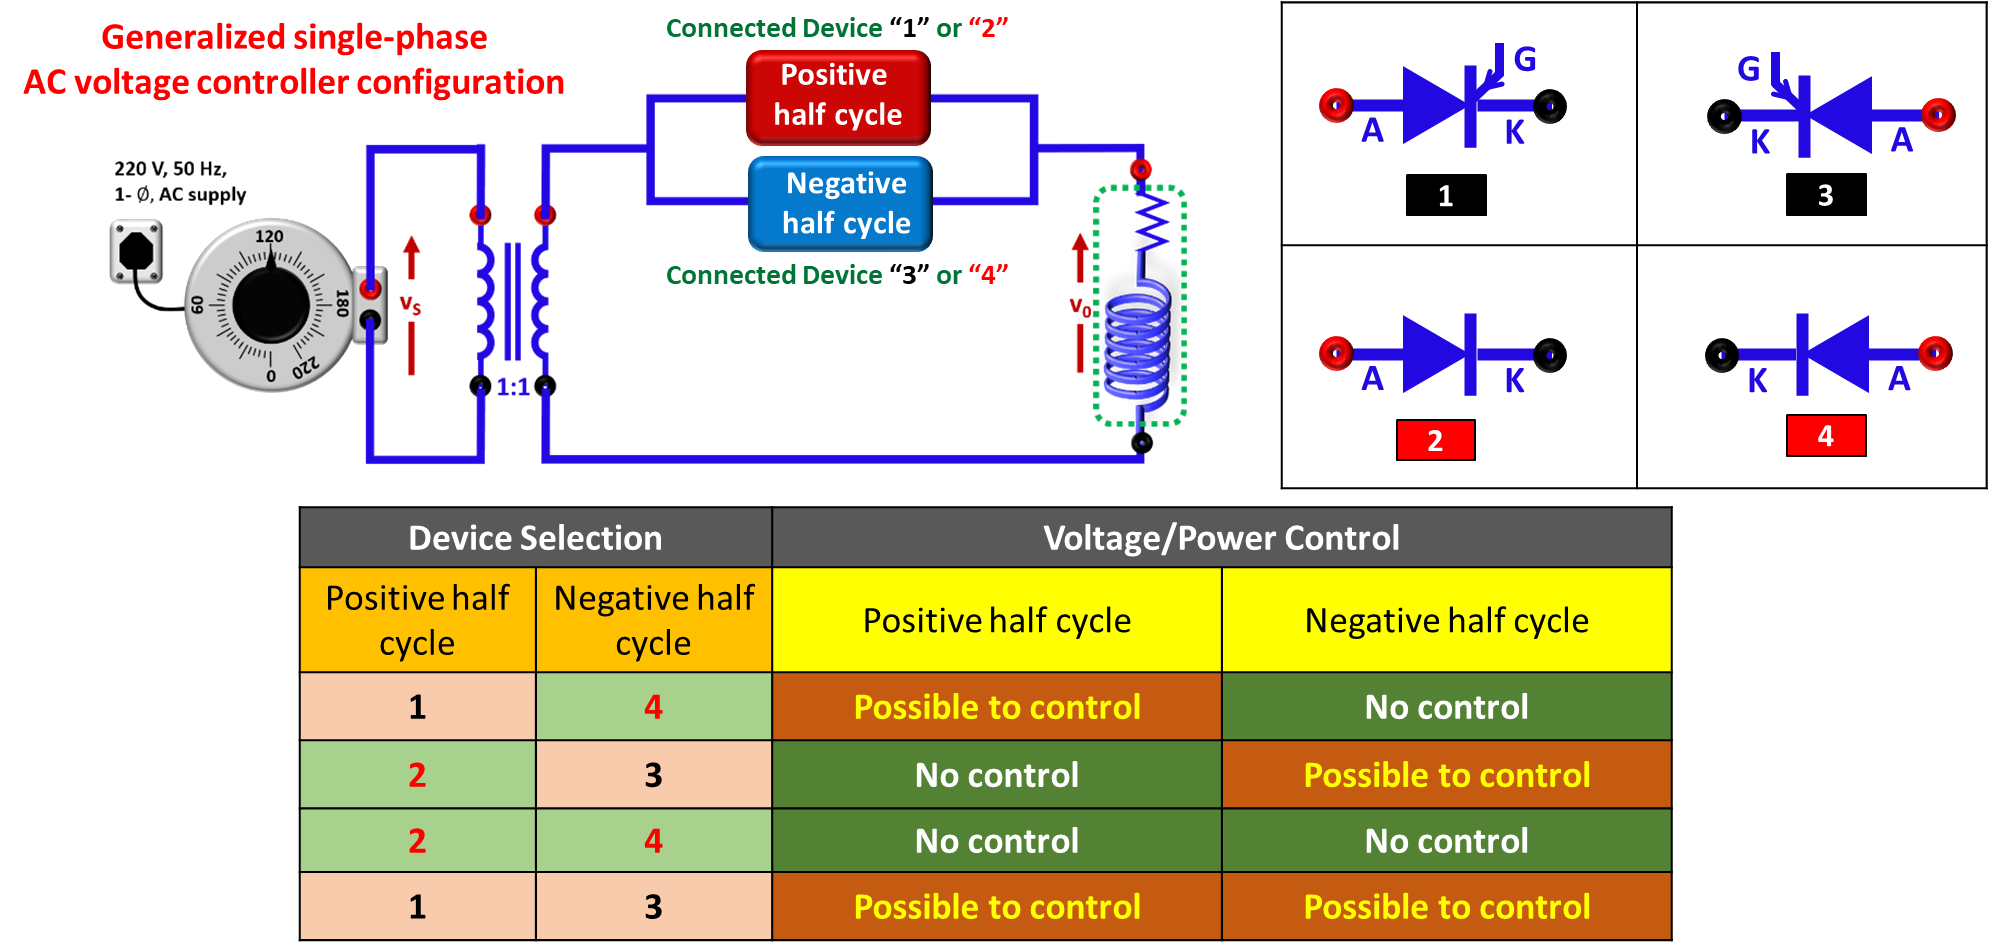 Generalized single-phase
AC voltage controller configuration
Connected Device “1” or “2”
Positive
half cycle
Negative
half cycle
Connected Device “3” or “4”
220 V, 50 Hz,
1- Ø, AC supply
120
60
180
0
220
vS
1:1
v0
G
A
K
1
G
K
A
3
A
K
2
K
A
4
Device Selection
Voltage/Power Control
Positive half
cycle
Negative half
cycle
Positive half cycle
Negative half cycle
1
4
Possible to control
No control
2
3
No control
Possible to control
2
4
No control
No control
1
3
Possible to control
Possible to control